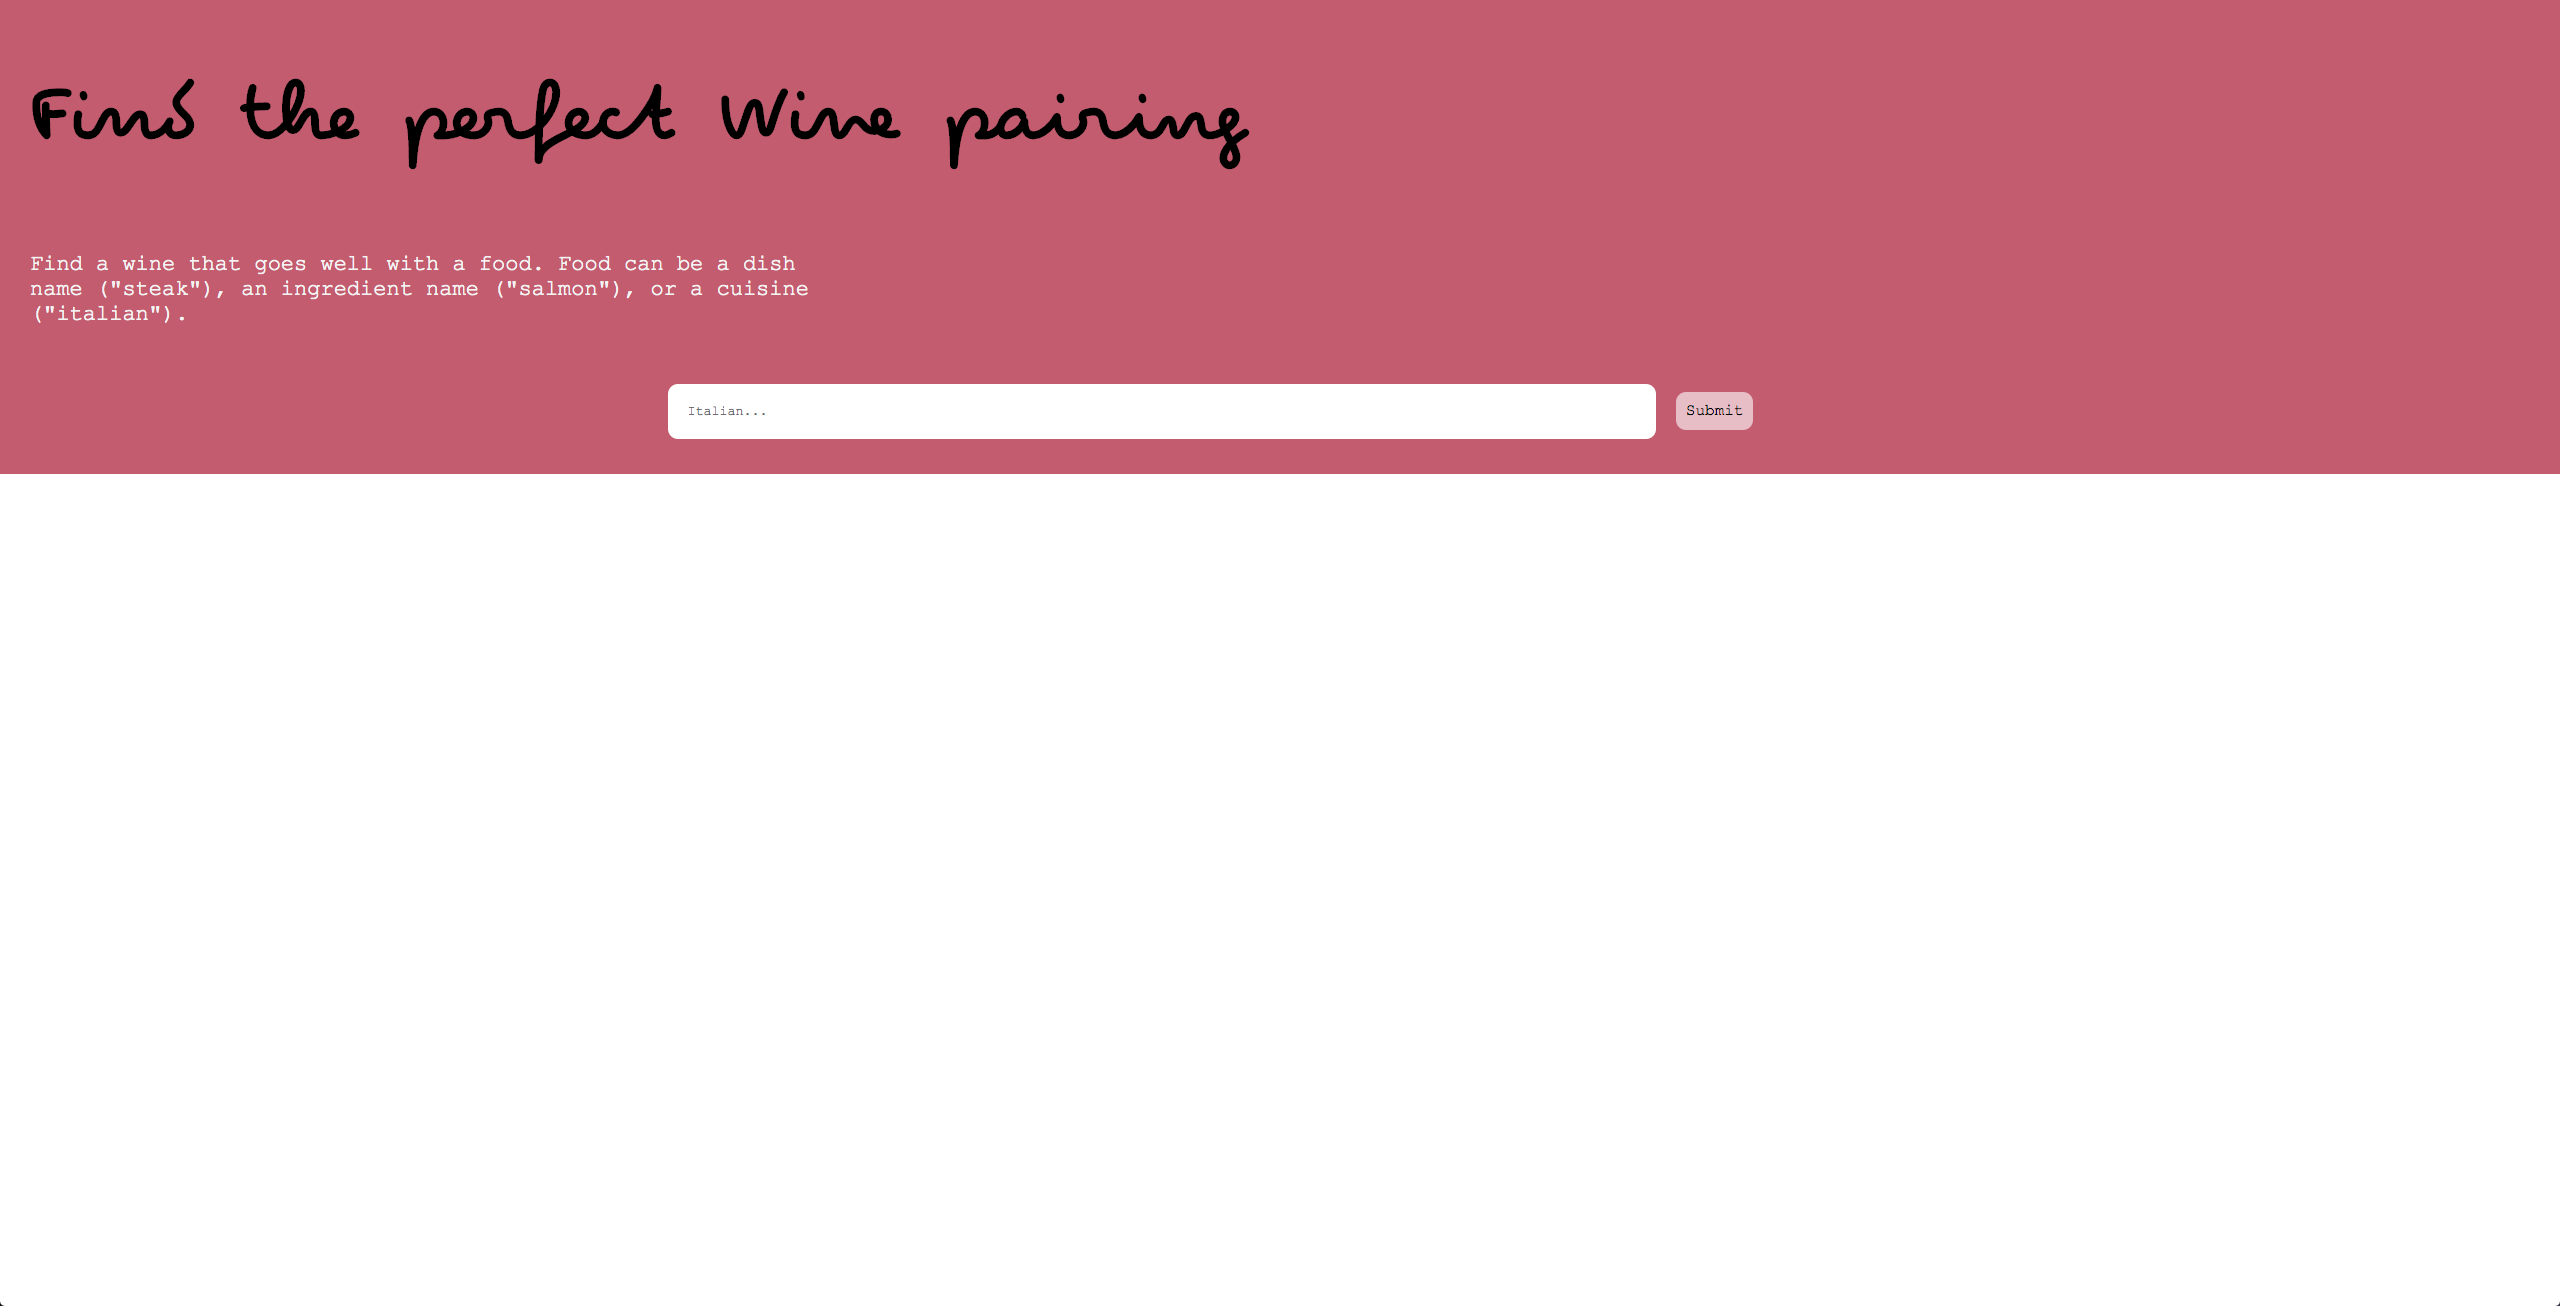 Find the perfect Wine pairing
Find a wine that goes well with a food. Food can be a dish
name ("steak"), an ingredient name ("salmon"), or a cuisine
("italian").
Italian...
Submit